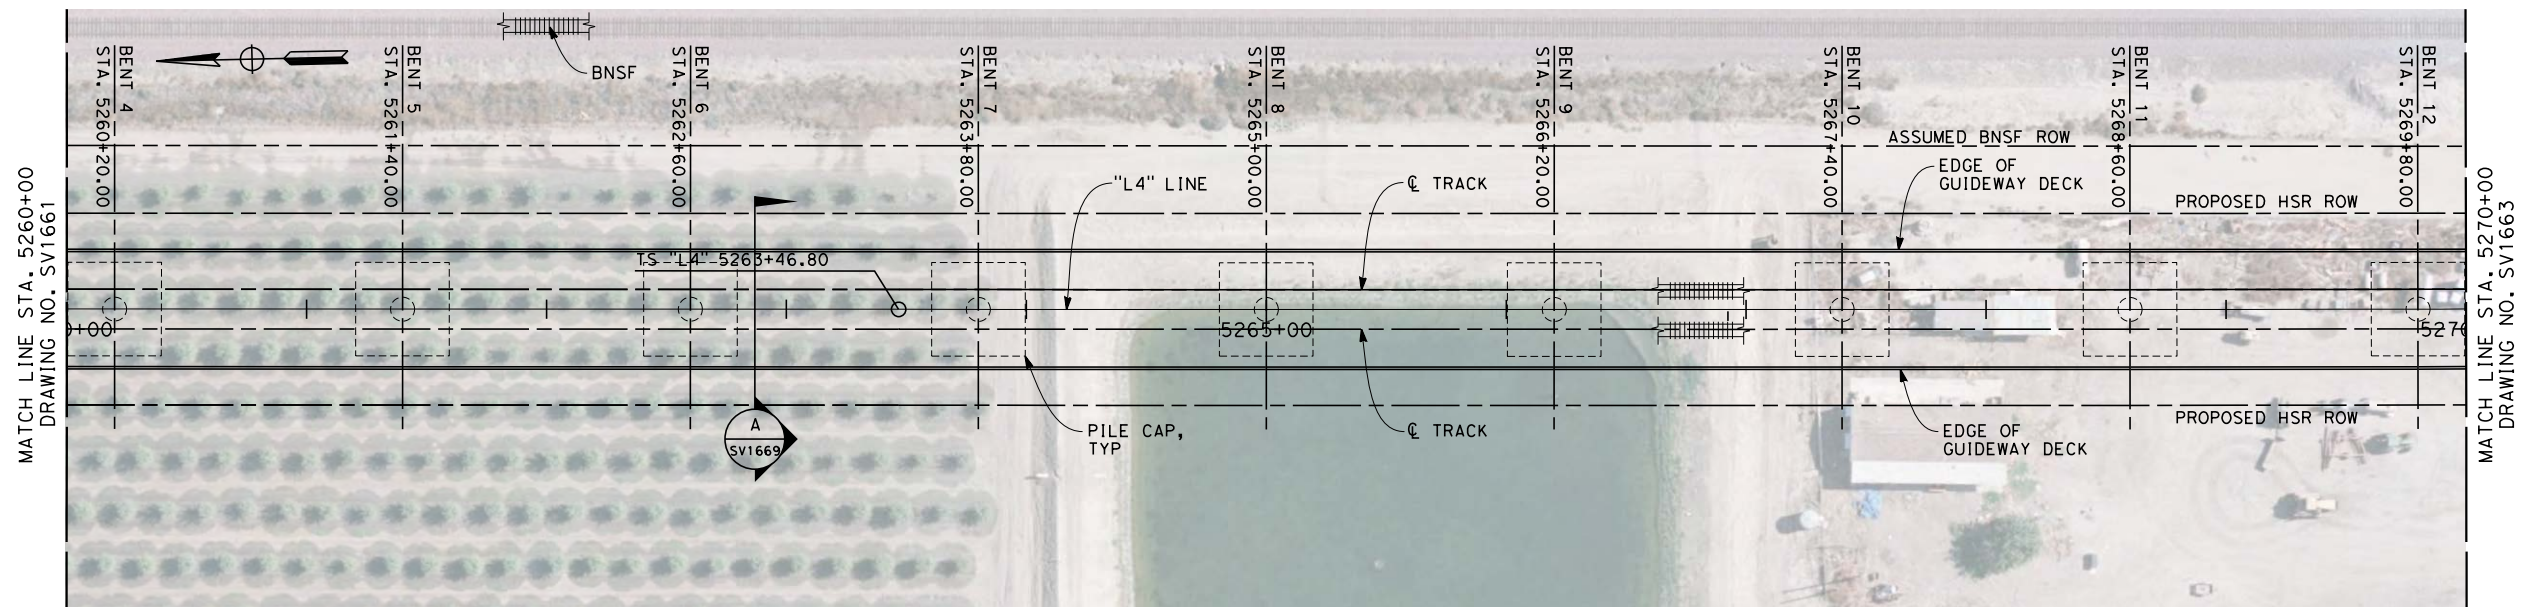 BENT 4
STA. 5260+20.00
BENT 5
STA. 5261+40.00
BENT 6
STA. 5262+60.00
BENT 7
STA. 5263+80.00
BENT 8
STA. 5265+00.00
BENT 9
STA. 5266+20.00
BENT 10
STA. 5267+40.00
BENT 11
STA. 5268+60.00
BENT 12
STA. 5269+80.00
BNSF
ASSUMED BNSF ROW
EDGE OF
GUIDEWAY DECK
"L4" LINE
℄ TRACK
PROPOSED HSR ROW
TS "L4" 5263+46.80
MATCH LINE STA. 5260+00
DRAWING NO. SV1661
MATCH LINE STA. 5270+00
DRAWING NO. SV1663
0+00
5265+00
5270
PROPOSED HSR ROW
A
SV1669
PILE CAP,
TYP
℄ TRACK
EDGE OF
GUIDEWAY DECK